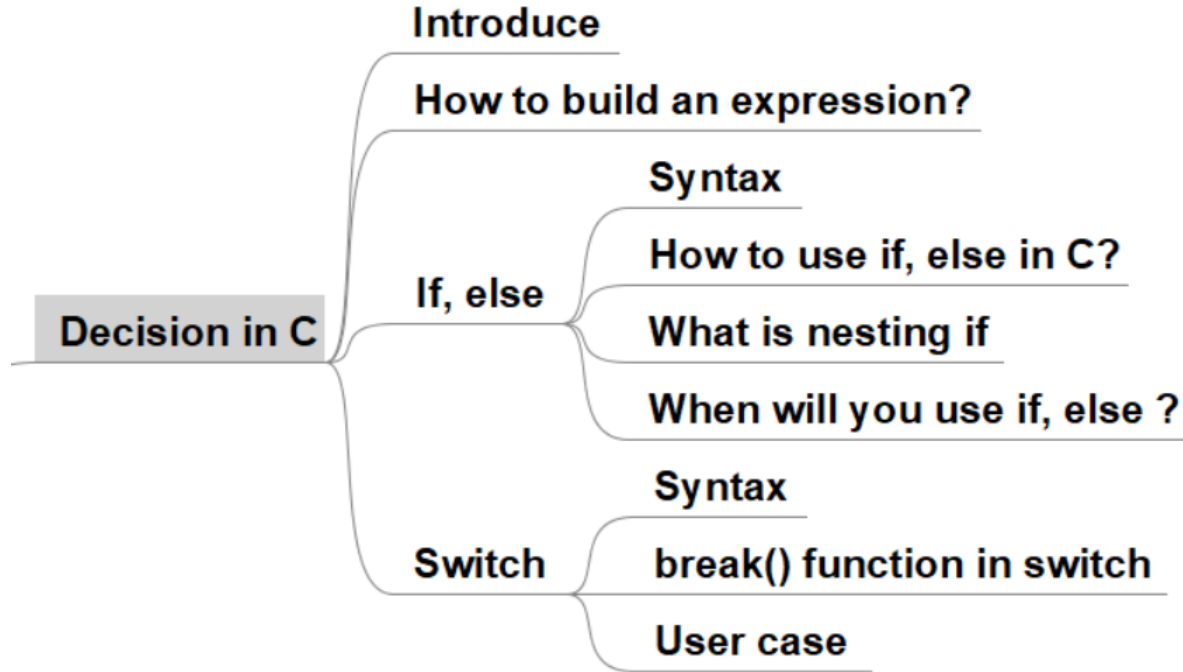 Introduce
How to build an expression?
Syntax
How to use if, else in C?
If, else
What is nesting if
Decision in C
When will you use if, else ?
Syntax
Switch
break() function in switch
User case